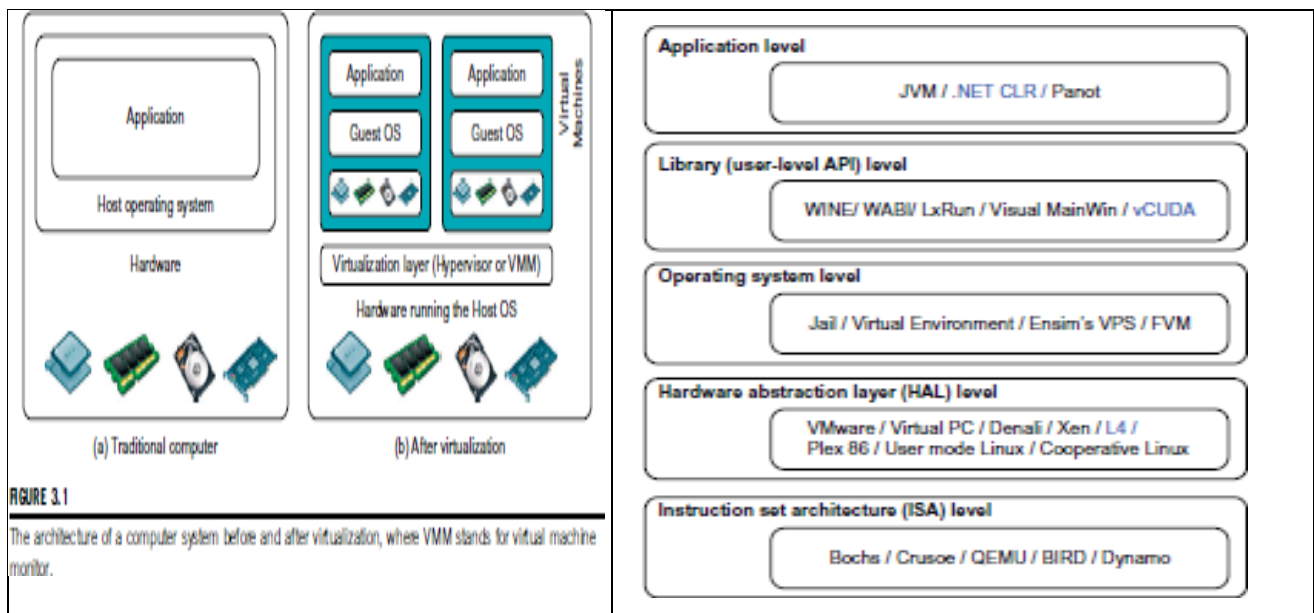 Application
Host operating system
Hardware
(a) Traditional computer
Application
Guest OS
Application
Guest OS
Virtual
Machines
Virtualization layer (Hypervisor or VMM)
Hardware running the Host OS
(b) After virtualization
FIGURE 3.1
The architecture of a computer system before and after virtualization, where VMM stands for virtual machine
monitor.
Application level
JVM / .NET CLR / Panot
Library (user-level API) level
WINE/ WABI/ LxRun / Visual MainWin / vCUDA
Operating system level
Jail / Virtual Environment / Ensim's VPS / FVM
Hardware abstraction layer (HAL) level
VMware / Virtual PC / Denali / Xen / L4 /
Plex 86 / User mode Linux / Cooperative Linux
Instruction set architecture (ISA) level
Bochs / Crusoe / QEMU / BIRD / Dynamo